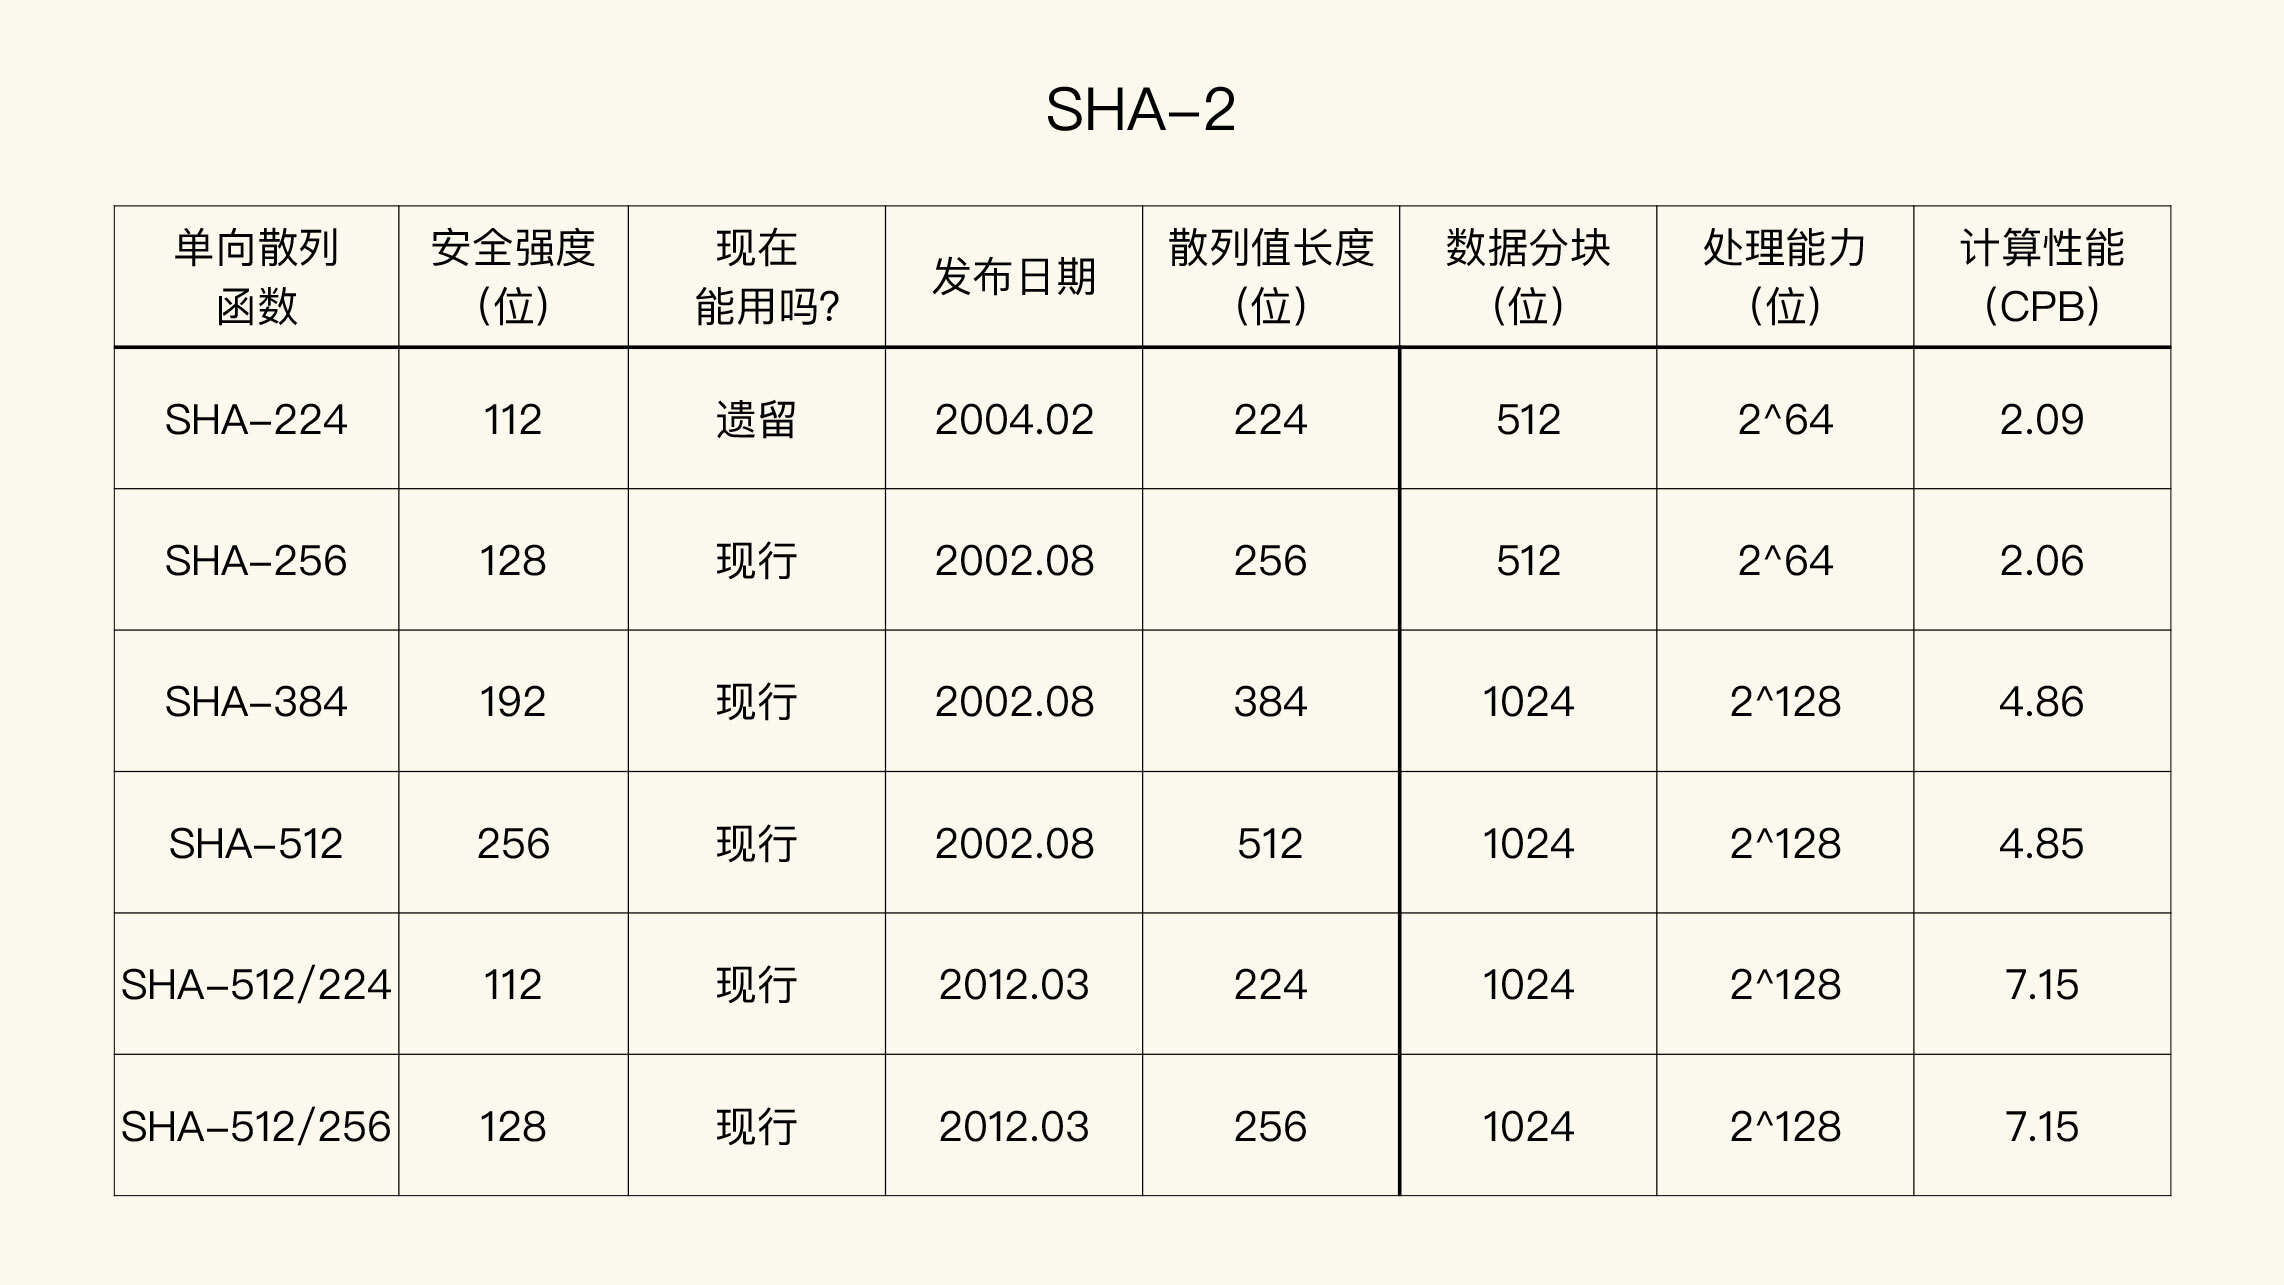 SHA–2
单向散列
函数
安全强度
（位）
现在
能用吗？
发布日期
散列值长度
（位）
数据分块
（位）
处理能力
（位）
计算性能
（CPB）
SHA–224 112 遗留 2004.02 224 512 2^64 2.09
SHA–256 128 现行 2002.08 256 512 2^64 2.06
SHA–384 192 现行 2002.08 384 1024 2^128 4.86
SHA–512 256 现行 2002.08 512 1024 2^128 4.85
SHA–512/224 112 现行 2012.03 224 1024 2^128 7.15
SHA–512/256 128 现行 2012.03 256 1024 2^128 7.15